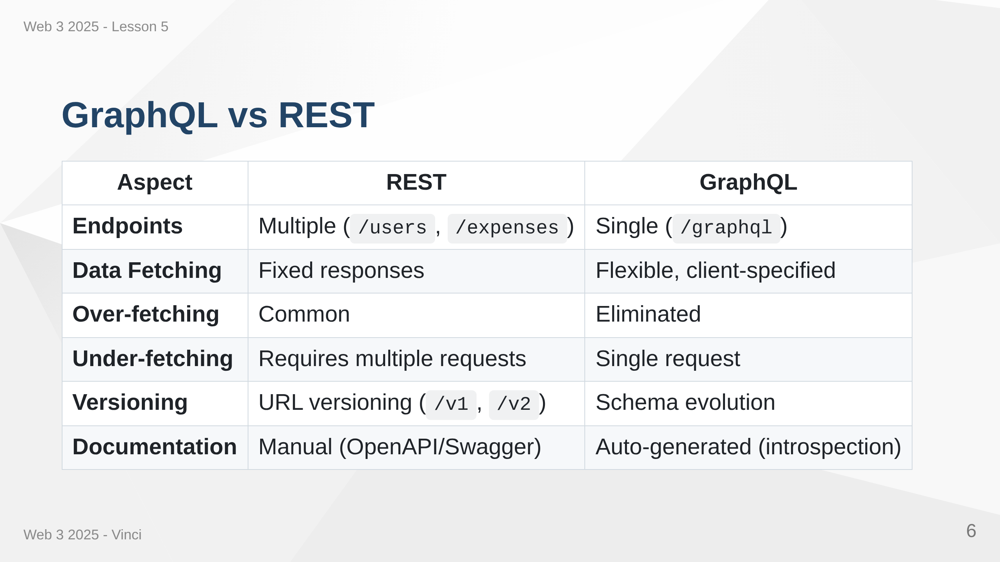 Web 3 2025 - Lesson 5
GraphQL vs REST
Aspect REST GraphQL
Endpoints Multiple (/users, /expenses) Single (/graphql)
Data Fetching Fixed responses Flexible, client-specified
Over-fetching Common Eliminated
Under-fetching Requires multiple requests Single request
Versioning URL versioning (/v1, /v2) Schema evolution
Documentation Manual (OpenAPI/Swagger) Auto-generated (introspection)
Web 3 2025 - Vinci
6